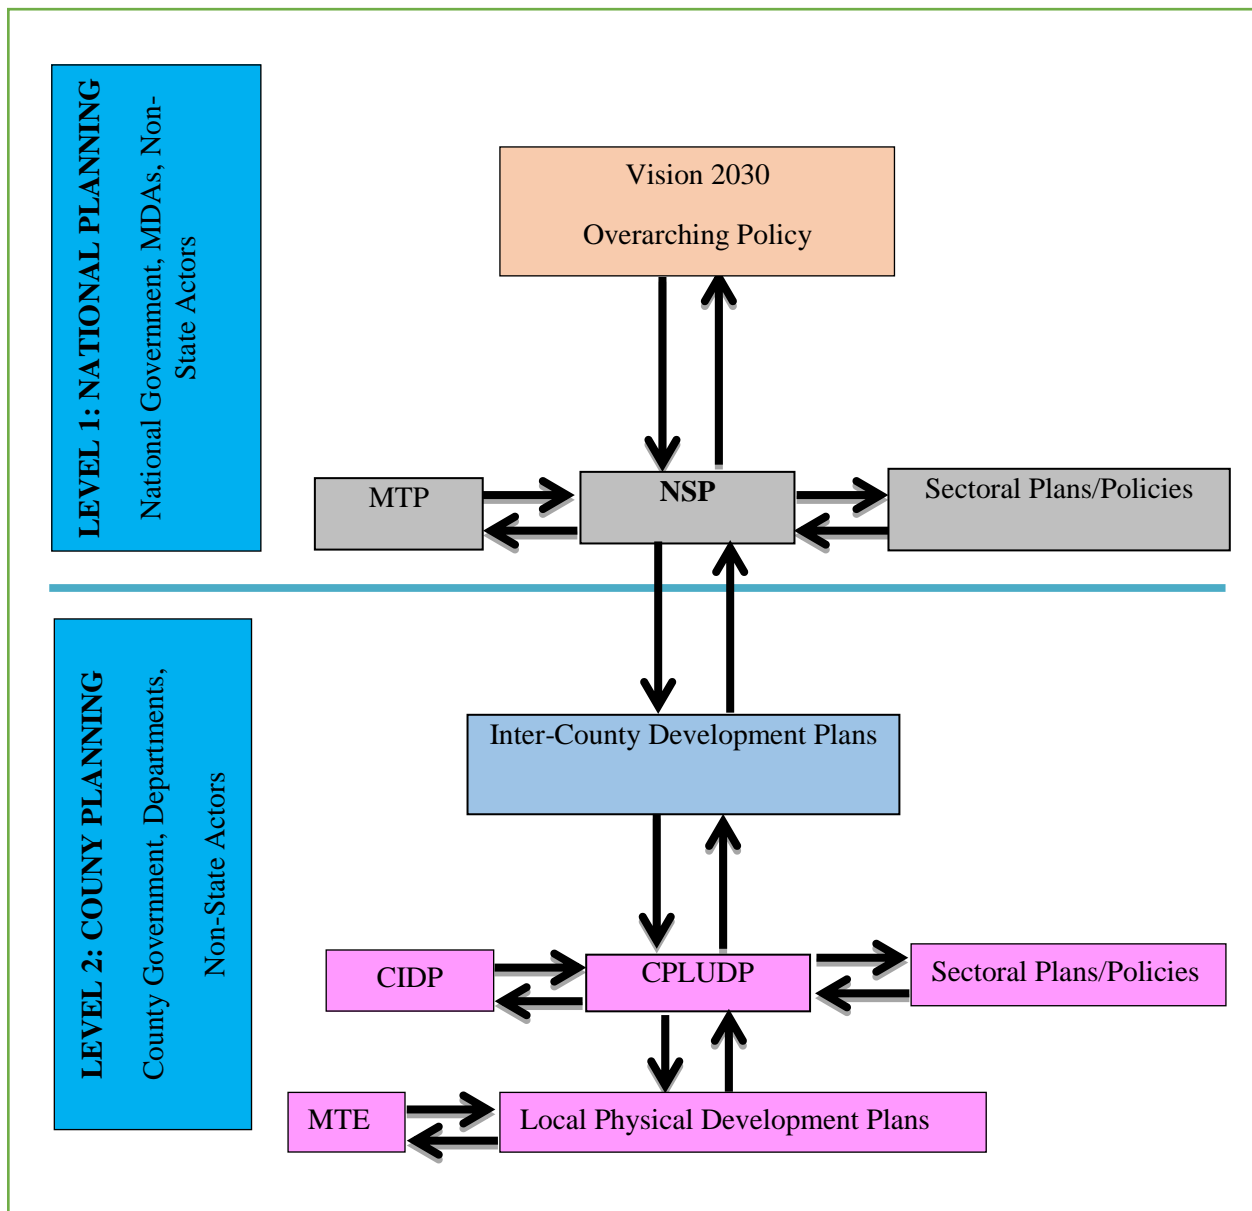 LEVEL 1: NATIONAL PLANNING
National Government, MDAs, Non-
State Actors
Vision 2030
Overarching Policy
MTP
NSP
Sectoral Plans/Policies
LEVEL 2: COUNY PLANNING
County Government, Departments,
Non-State Actors
Inter-County Development Plans
CIDP
CPLUDP
Sectoral Plans/Policies
MTE
Local Physical Development Plans